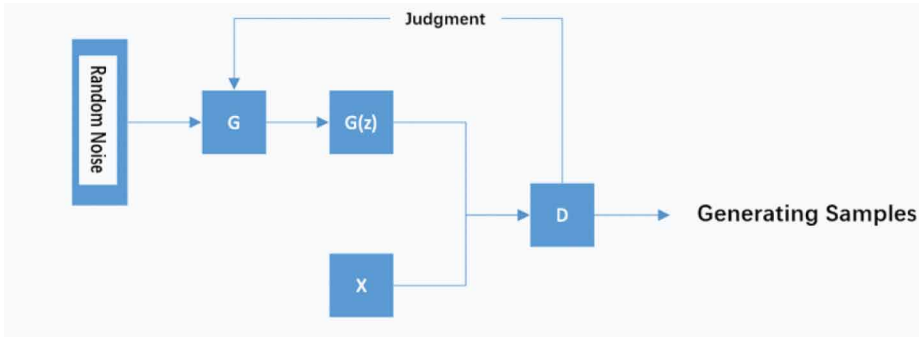 Judgment
Random Noise
G
G(z)
D
Generating Samples
X